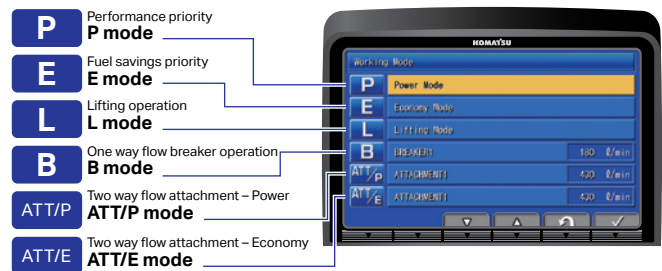 P
Performance priority
P mode
E
Fuel savings priority
E mode
L
Lifting operation
L mode
B
One way flow breaker operation
B mode
ATT/P
Two way flow attachment – Power
ATT/P mode
ATT/E
Two way flow attachment – Economy
ATT/E mode
KOMATSU
Working Mode
P Power Mode
E Economy Mode
L Lifting Mode
B BREAKER1 180 ℓ/min
ATT/P ATTACHMENT1 430 ℓ/min
ATT/E ATTACHMENT1 430 ℓ/min